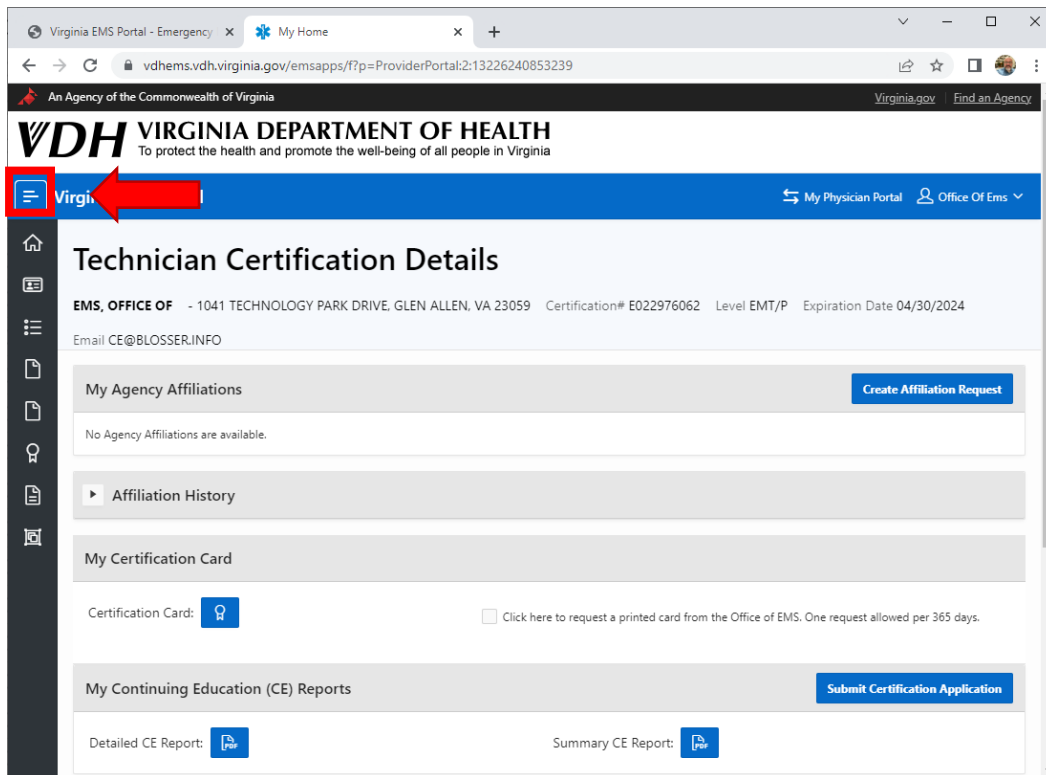 Virginia EMS Portal - Emergency
My Home
vdhems.vdh.virginia.gov/emsapps/f?p=ProviderPortal:2:13226240853239
An Agency of the Commonwealth of Virginia
Virginia.gov | Find an Agency
VDH VIRGINIA DEPARTMENT OF HEALTH
To protect the health and promote the well-being of all people in Virginia
My Physician Portal Office Of Ems
Technician Certification Details
EMS, OFFICE OF - 1041 TECHNOLOGY PARK DRIVE, GLEN ALLEN, VA 23059 Certification# E022976062 Level EMT/P Expiration Date 04/30/2024
Email CE@BLOSSER.INFO
My Agency Affiliations
Create Affiliation Request
No Agency Affiliations are available.
Affiliation History
My Certification Card
Certification Card:
Click here to request a printed card from the Office of EMS. One request allowed per 365 days.
My Continuing Education (CE) Reports
Submit Certification Application
Detailed CE Report: PDF
Summary CE Report: PDF